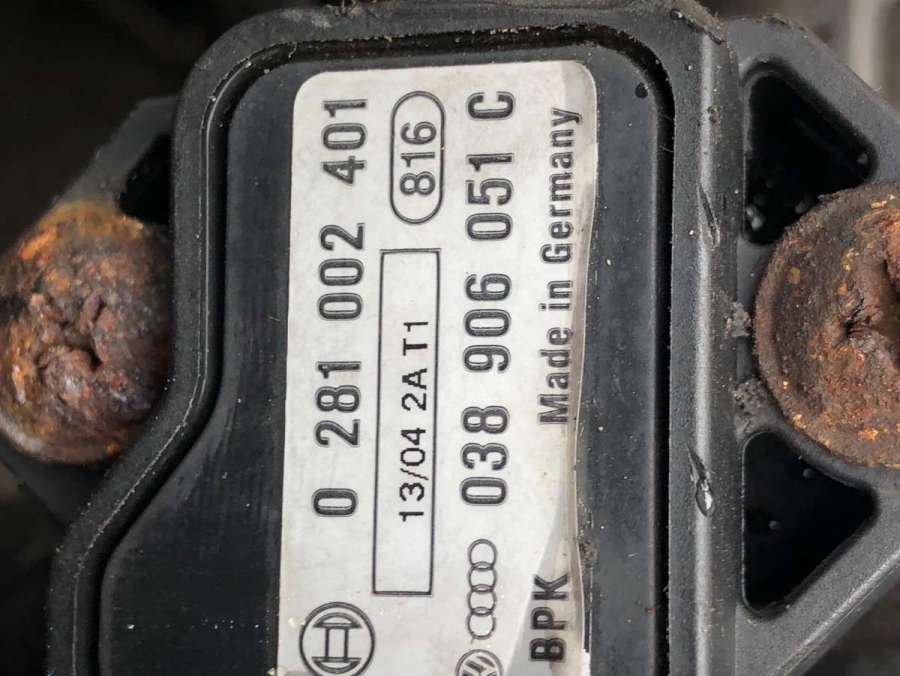 0 281 002 401
13/04 2A T1 816
038 906 051 C
BPK Made in Germany